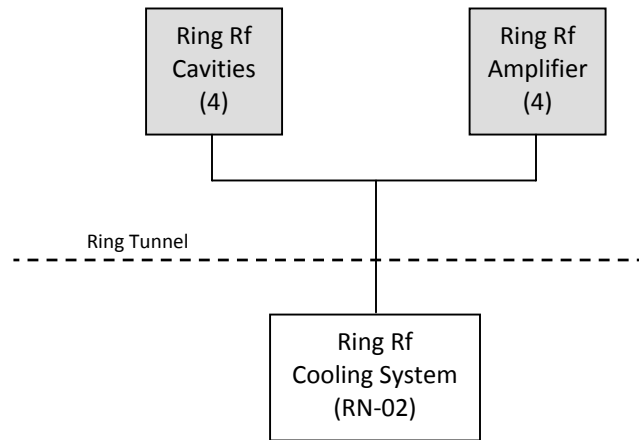 Ring Rf
Cavities
(4)
Ring Rf
Amplifier
(4)
Ring Tunnel
Ring Rf
Cooling System
(RN-02)